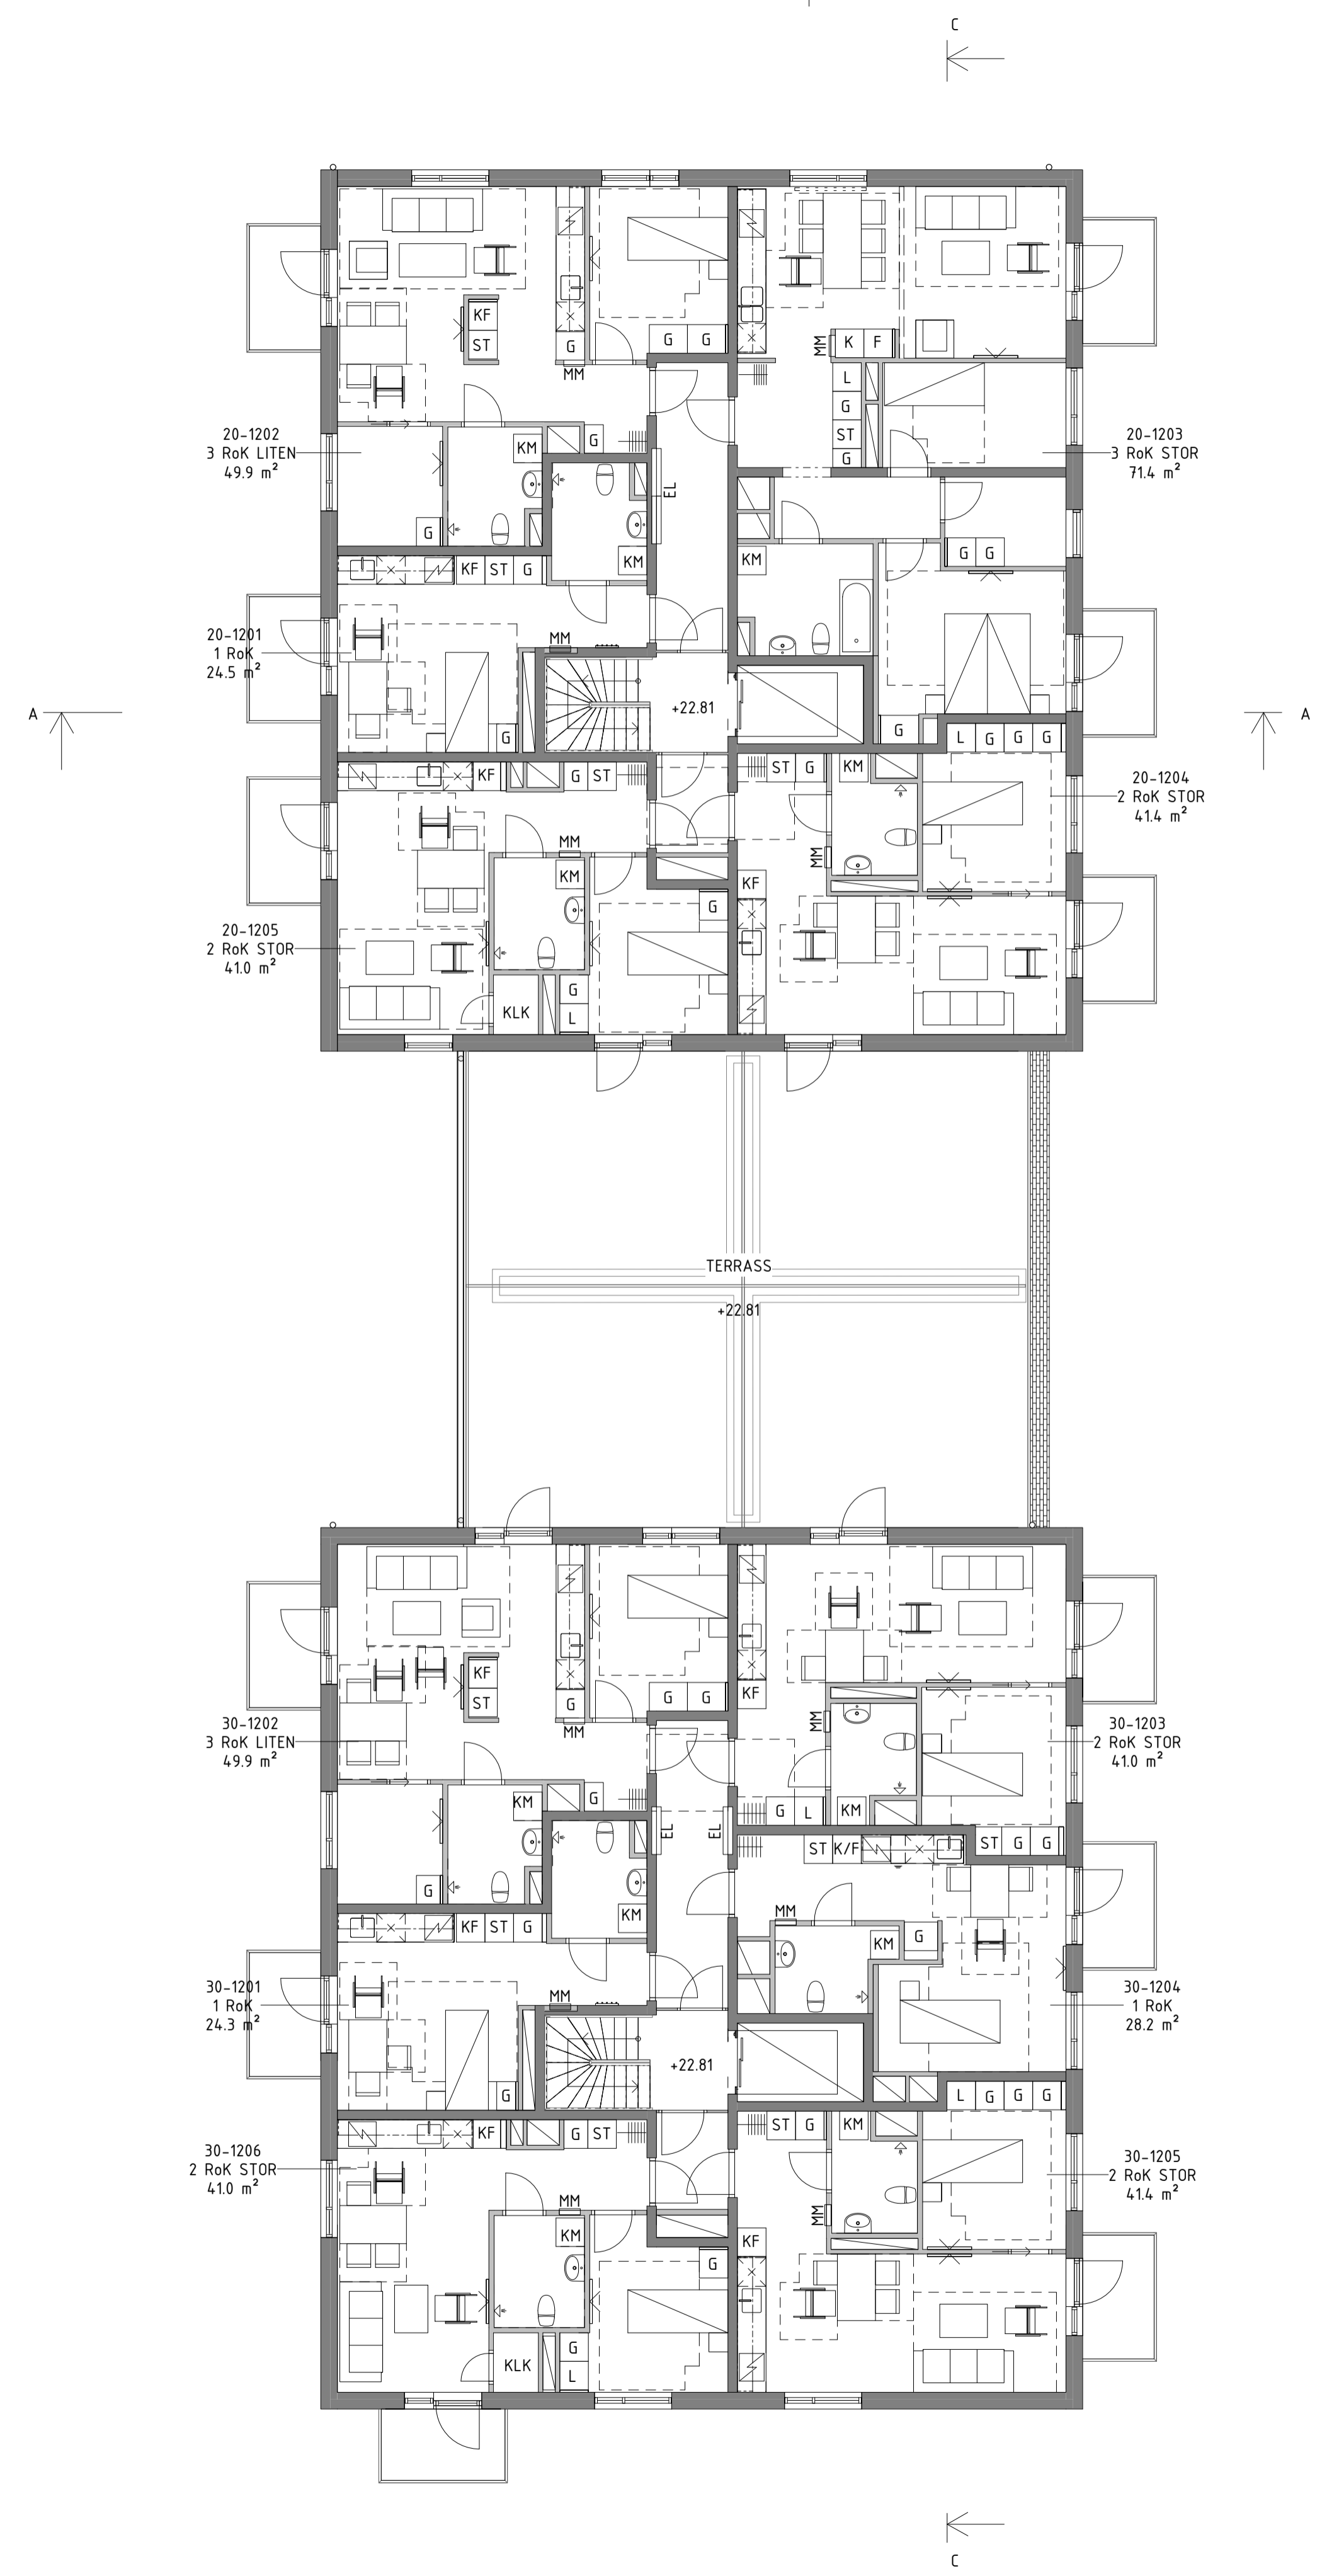 C
KF
ST
G
G
G
MM
MM
K
F
L
G
ST
G
20-1202
3 RoK LITEN
49.9 m²
KM
G
G
EL
KM
20-1203
3 RoK STOR
71.4 m²
KM
G
G
KF
ST
G
20-1201
1 RoK
24.5 m²
MM
G
+22.81
A
A
G
L
G
G
G
KF
G
ST
ST
G
KM
20-1204
2 RoK STOR
41.4 m²
MM
KM
MM
KF
G
20-1205
2 RoK STOR
41.0 m²
KLK
G
L
TERRASS
+22.81
KF
ST
G
G
G
MM
KF
MM
30-1202
3 RoK LITEN
49.9 m²
KM
G
G
EL
EL
KM
G
L
KM
30-1203
2 RoK STOR
41.0 m²
ST
K/F
ST
G
G
KF
ST
G
MM
KM
G
30-1201
1 RoK
24.3 m²
MM
G
30-1204
1 RoK
28.2 m²
+22.81
L
G
G
G
KF
G
ST
ST
G
KM
30-1206
2 RoK STOR
41.0 m²
MM
KM
MM
KF
G
30-1205
2 RoK STOR
41.4 m²
KLK
G
L
C